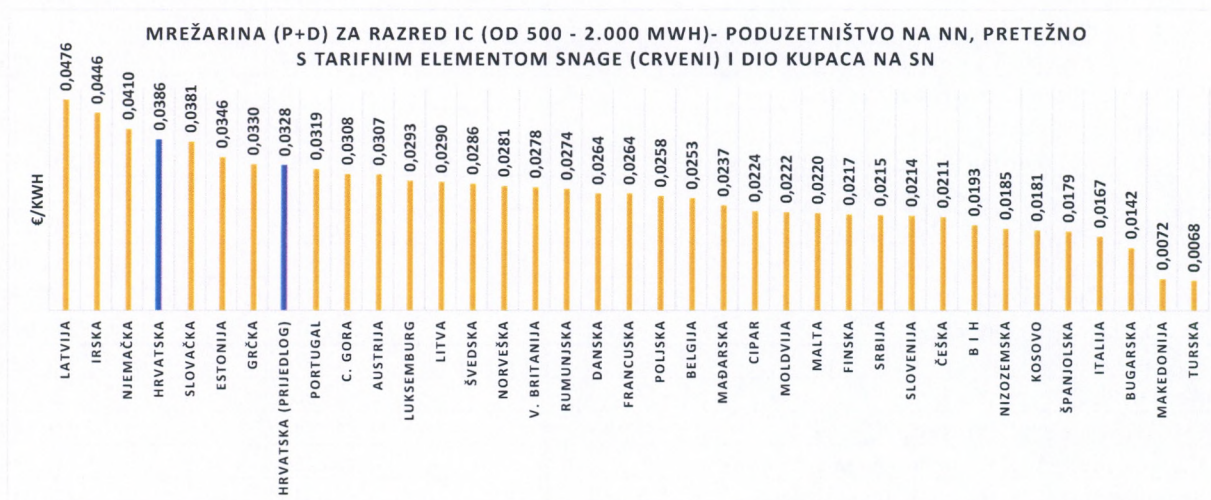 MREŽARINA (P+D) ZA RAZRED IC (OD 500 - 2.000 MWH)- PODUZETNIŠTVO NA NN, PRETEŽNO
S TARIFNIM ELEMENTOM SNAGE (CRVENI) I DIO KUPACA NA SN
€/KWH
0,0476
0,0446
0,0410
0,0386
0,0381
0,0346
0,0330
0,0328
0,0319
0,0308
0,0307
0,0293
0,0290
0,0286
0,0281
0,0278
0,0274
0,0264
0,0264
0,0258
0,0253
0,0237
0,0224
0,0222
0,0220
0,0217
0,0215
0,0214
0,0211
0,0193
0,0185
0,0181
0,0179
0,0167
0,0142
0,0072
0,0068
LATVIJA
IRSKA
NJEMAČKA
HRVATSKA
SLOVAČKA
ESTONIJA
GRČKA
HRVATSKA (PRIJEDLOG)
PORTUGAL
C. GORA
AUSTRIJA
LUKSEMBURG
LITVA
ŠVEDSKA
NORVEŠKA
V. BRITANIJA
RUMUNJSKA
DANSKA
FRANCUSKA
POLJSKA
BELGIJA
MAĐARSKA
CIPAR
MOLDVIJA
MALTA
FINSKA
SRBIJA
SLOVENIJA
ČEŠKA
B I H
NIZOZEMSKA
KOSOVO
ŠPANJOLSKA
ITALIJA
BUGARSKA
MAKEDONIJA
TURSKA